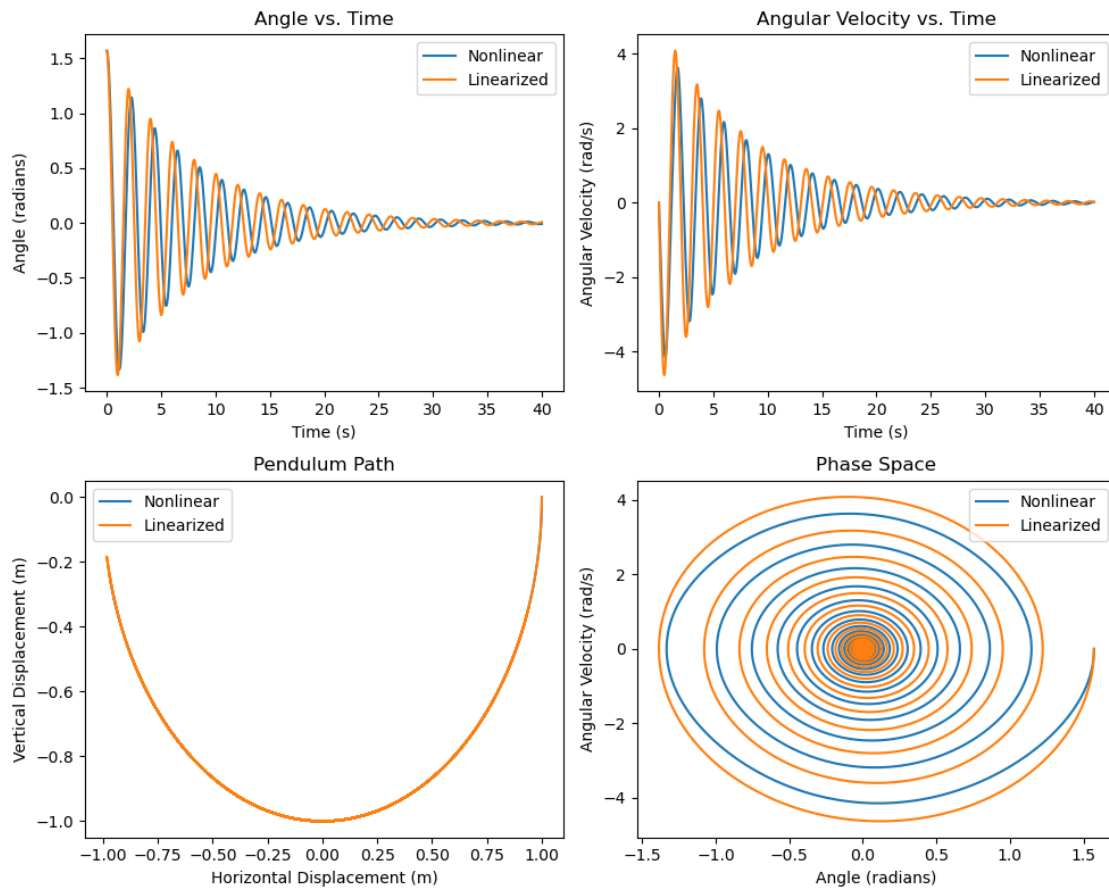 Angle vs. Time
Angular Velocity vs. Time
Angle (radians)
1.5
1.0
0.5
0.0
−0.5
−1.0
−1.5
Nonlinear
Linearized
0 5 10 15 20 25 30 35 40
Time (s)
Angular Velocity (rad/s)
4
2
0
−2
−4
Nonlinear
Linearized
0 5 10 15 20 25 30 35 40
Time (s)
Pendulum Path
Phase Space
Vertical Displacement (m)
0.0
−0.2
−0.4
−0.6
−0.8
−1.0
Nonlinear
Linearized
−1.00 −0.75 −0.50 −0.25 0.00 0.25 0.50 0.75 1.00
Horizontal Displacement (m)
Angular Velocity (rad/s)
4
2
0
−2
−4
Nonlinear
Linearized
−1.5 −1.0 −0.5 0.0 0.5 1.0 1.5
Angle (radians)